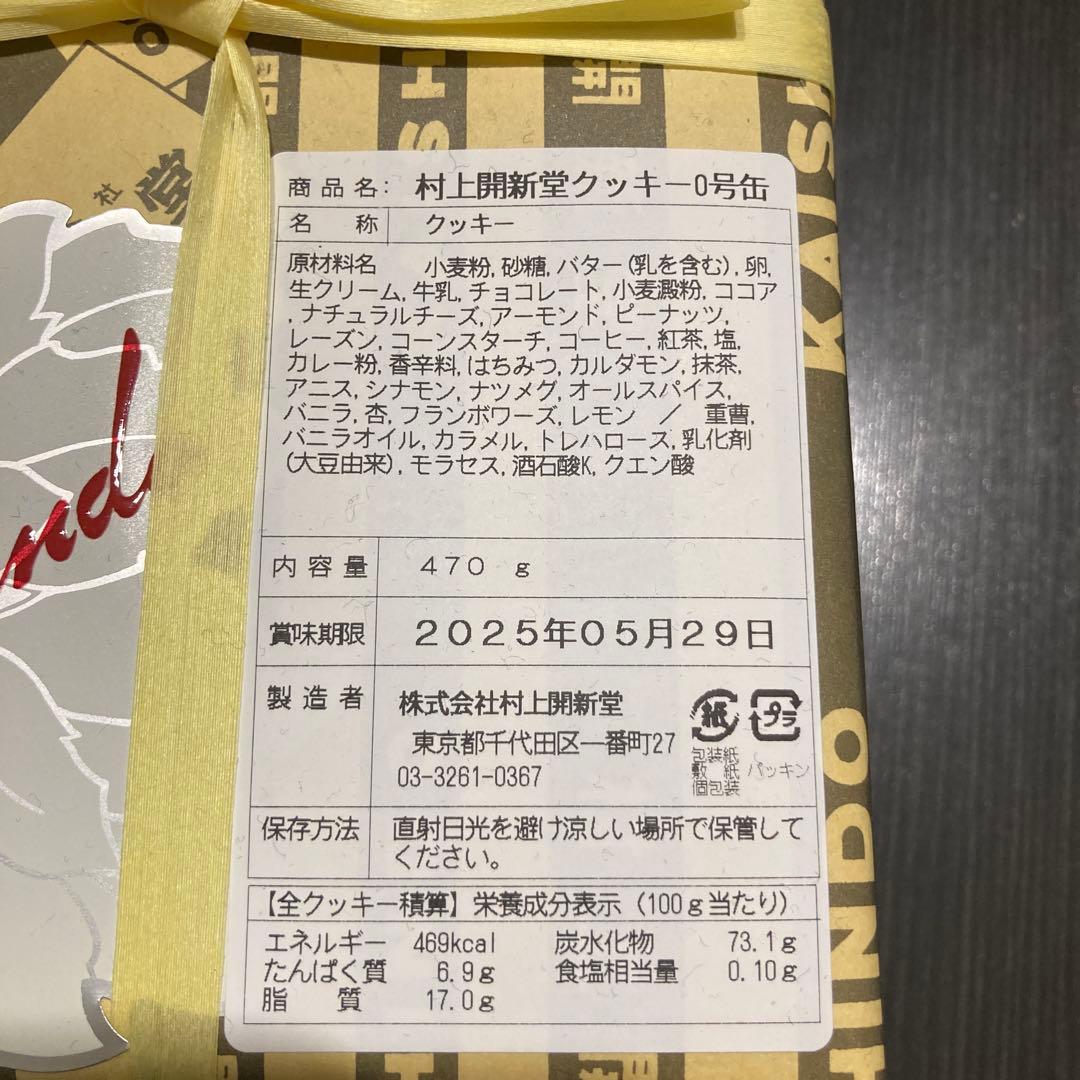 KAISH
開
SH
堂
社
nd
KAISH
INDO
商品名: 村上開新堂クッキー0号缶
名称 クッキー
原材料名 小麦粉, 砂糖, バター(乳を含む), 卵,
生クリーム, 牛乳, チョコレート, 小麦澱粉, ココア
, ナチュラルチーズ, アーモンド, ピーナッツ,
レーズン, コーンスターチ, コーヒー, 紅茶, 塩,
カレー粉, 香辛料, はちみつ, カルダモン, 抹茶,
アニス, シナモン, ナツメグ, オールスパイス,
バニラ, 杏, フランボワーズ, レモン ／ 重曹,
バニラオイル, カラメル, トレハロース, 乳化剤
(大豆由来), モラセス, 酒石酸K, クエン酸
内容量 470 g
賞味期限 2025年05月29日
製造者 株式会社村上開新堂
東京都千代田区一番町27
03-3261-0367
紙 プラ
包装紙
敷紙 パッキン
個包装
保存方法 直射日光を避け涼しい場所で保管して
ください。
【全クッキー積算】栄養成分表示(100g当たり)
エネルギー 469kcal 炭水化物 73.1g
たんぱく質 6.9g 食塩相当量 0.10g
脂質 17.0g